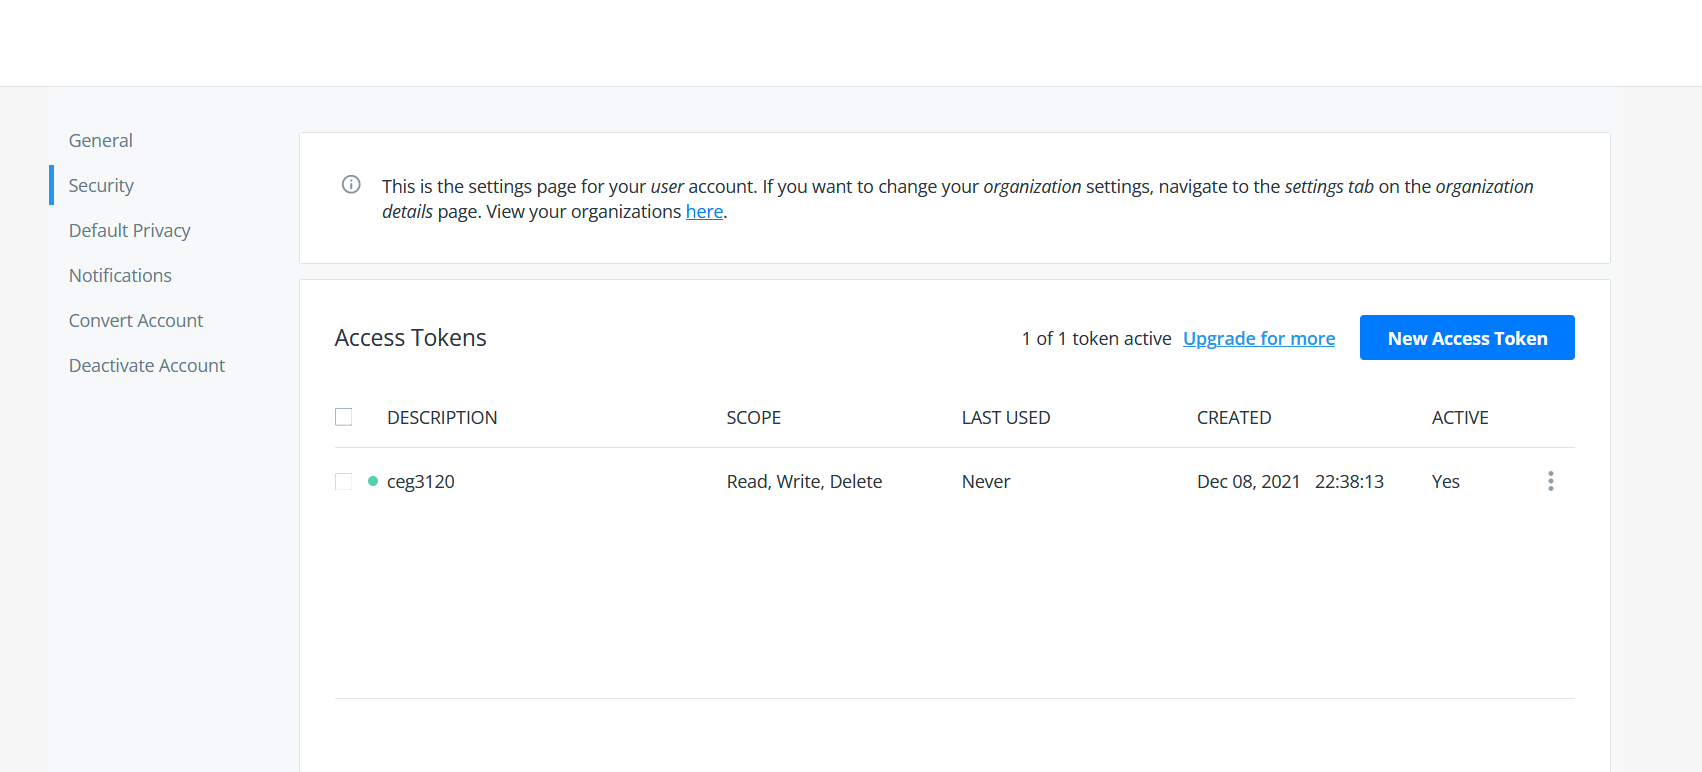 General
Security
Default Privacy
Notifications
Convert Account
Deactivate Account
This is the settings page for your user account. If you want to change your organization settings, navigate to the settings tab on the organization
details page. View your organizations here.
Access Tokens 1 of 1 token active Upgrade for more New Access Token
DESCRIPTION SCOPE LAST USED CREATED ACTIVE
ceg3120 Read, Write, Delete Never Dec 08, 2021 22:38:13 Yes